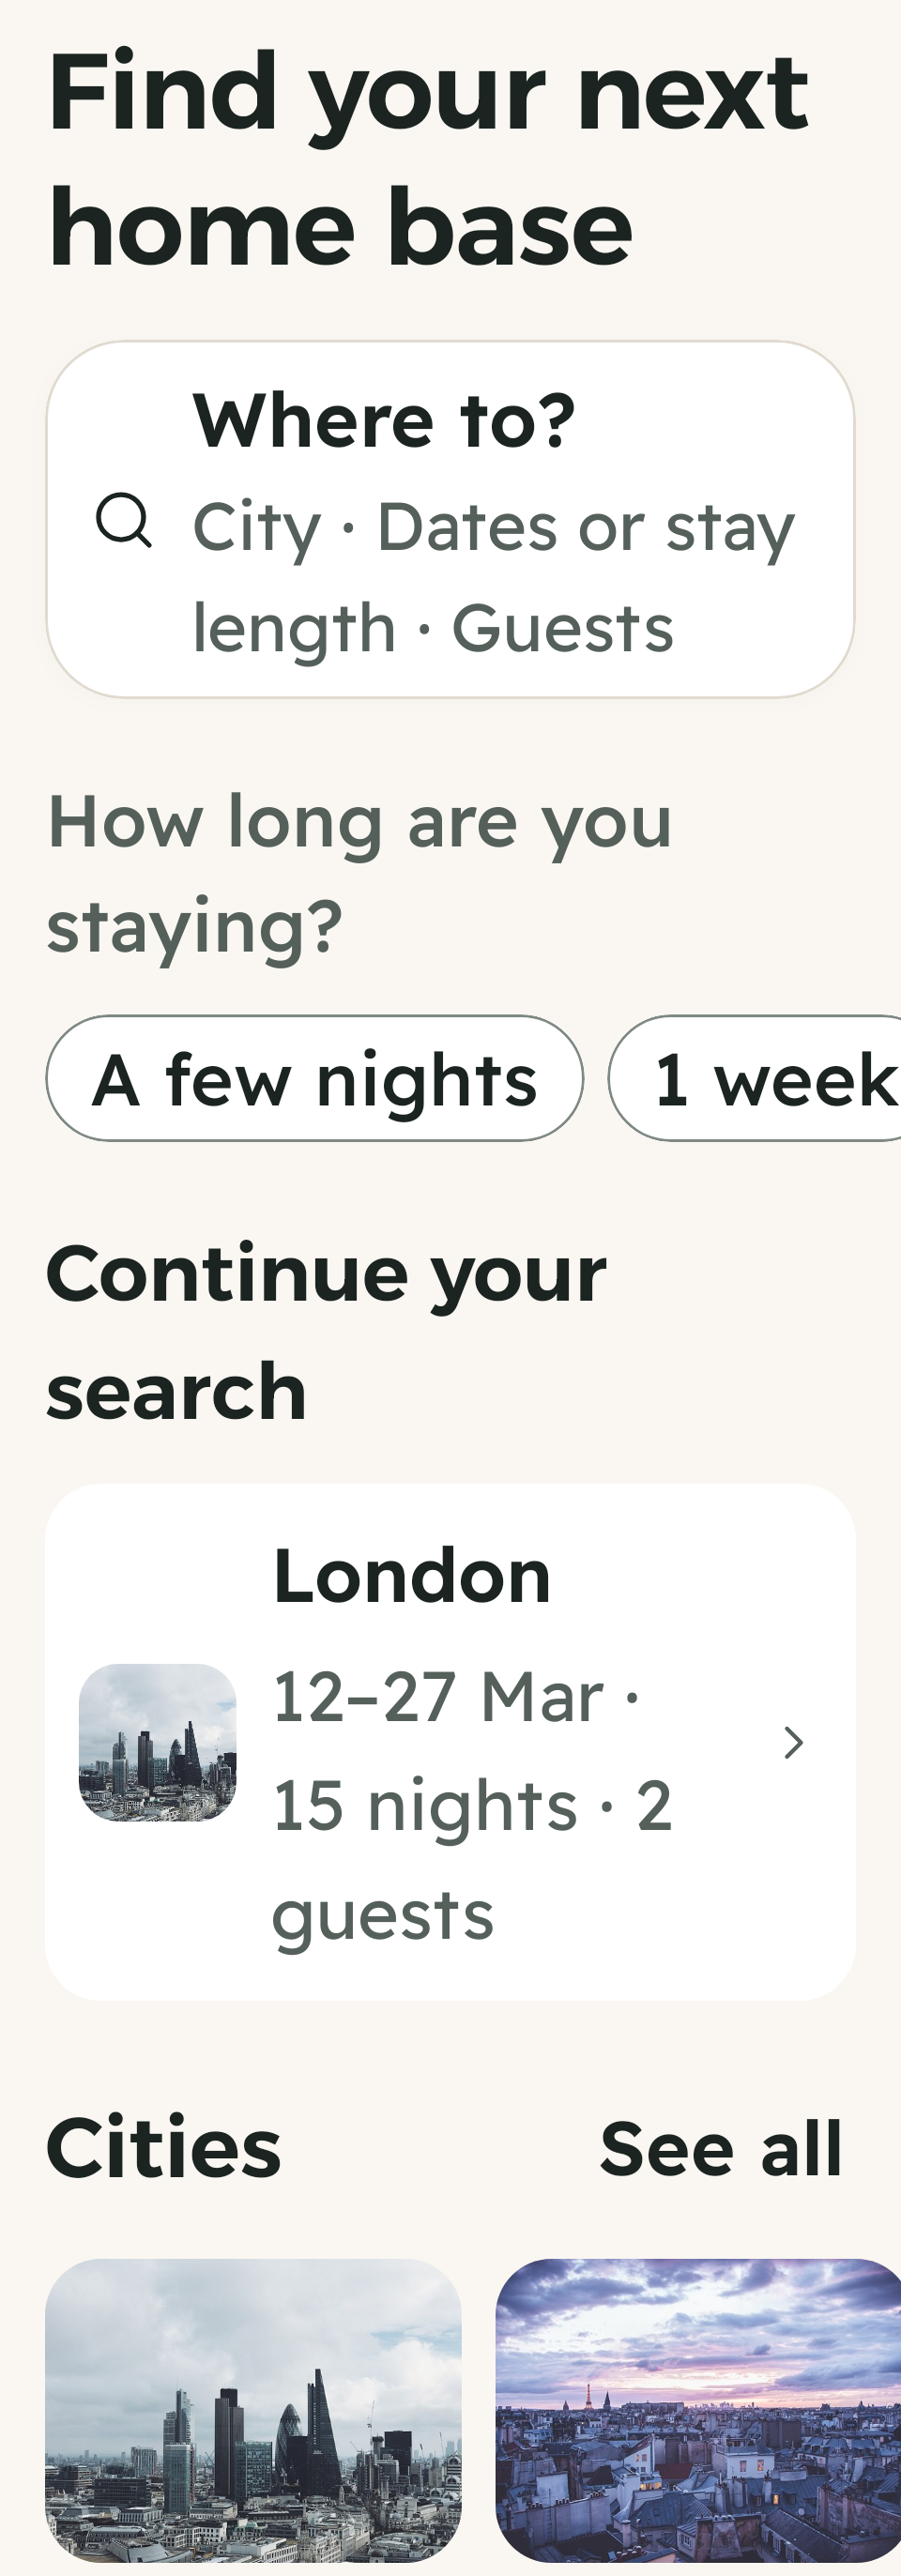 Find your next
home base
Where to?
City · Dates or stay
length · Guests
How long are you
staying?
A few nights
1 week
Continue your
search
London
12–27 Mar ·
15 nights · 2
guests
Cities
See all